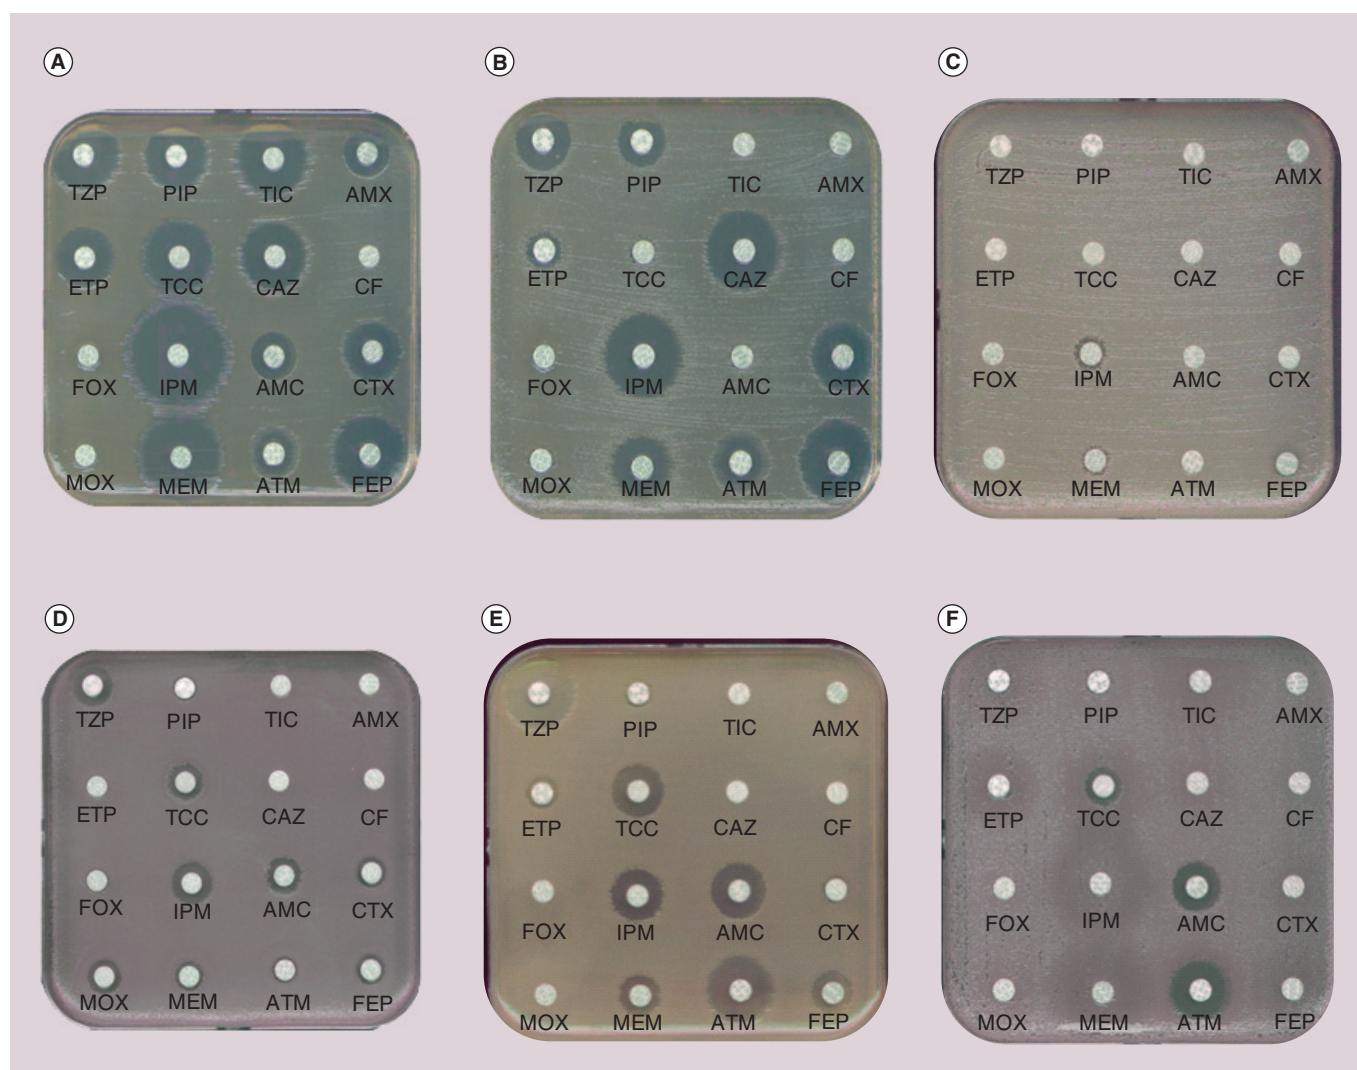 A
B
C
TZP PIP TIC AMX
ETP TCC CAZ CF
FOX IPM AMC CTX
MOX MEM ATM FEP
TZP PIP TIC AMX
ETP TCC CAZ CF
FOX IPM AMC CTX
MOX MEM ATM FEP
TZP PIP TIC AMX
ETP TCC CAZ CF
FOX IPM AMC CTX
MOX MEM ATM FEP
D
E
F
TZP PIP TIC AMX
ETP TCC CAZ CF
FOX IPM AMC CTX
MOX MEM ATM FEP
TZP PIP TIC AMX
ETP TCC CAZ CF
FOX IPM AMC CTX
MOX MEM ATM FEP
TZP PIP TIC AMX
ETP TCC CAZ CF
FOX IPM AMC CTX
MOX MEM ATM FEP